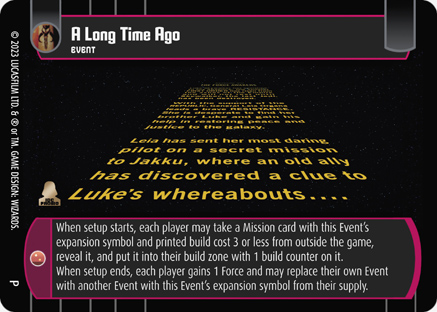 A Long Time Ago
EVENT
© 2023 LUCASFILM LTD. & ® OR TM. GAME DESIGN: WIZARDS.
With the support of the
REPUBLIC, General Leia Organa
leads a brave RESISTANCE.
She is desperate to find her
brother Luke and gain his
help in restoring peace and
justice to the galaxy.
Leia has sent her most daring
pilot on a secret mission
to Jakku, where an old ally
has discovered a clue to
Luke's whereabouts....
P
When setup starts, each player may take a Mission card with this Event's
expansion symbol and printed build cost 3 or less from outside the game,
reveal it, and put it into their build zone with 1 build counter on it.
When setup ends, each player gains 1 Force and may replace their own Event
with another Event with this Event's expansion symbol from their supply.